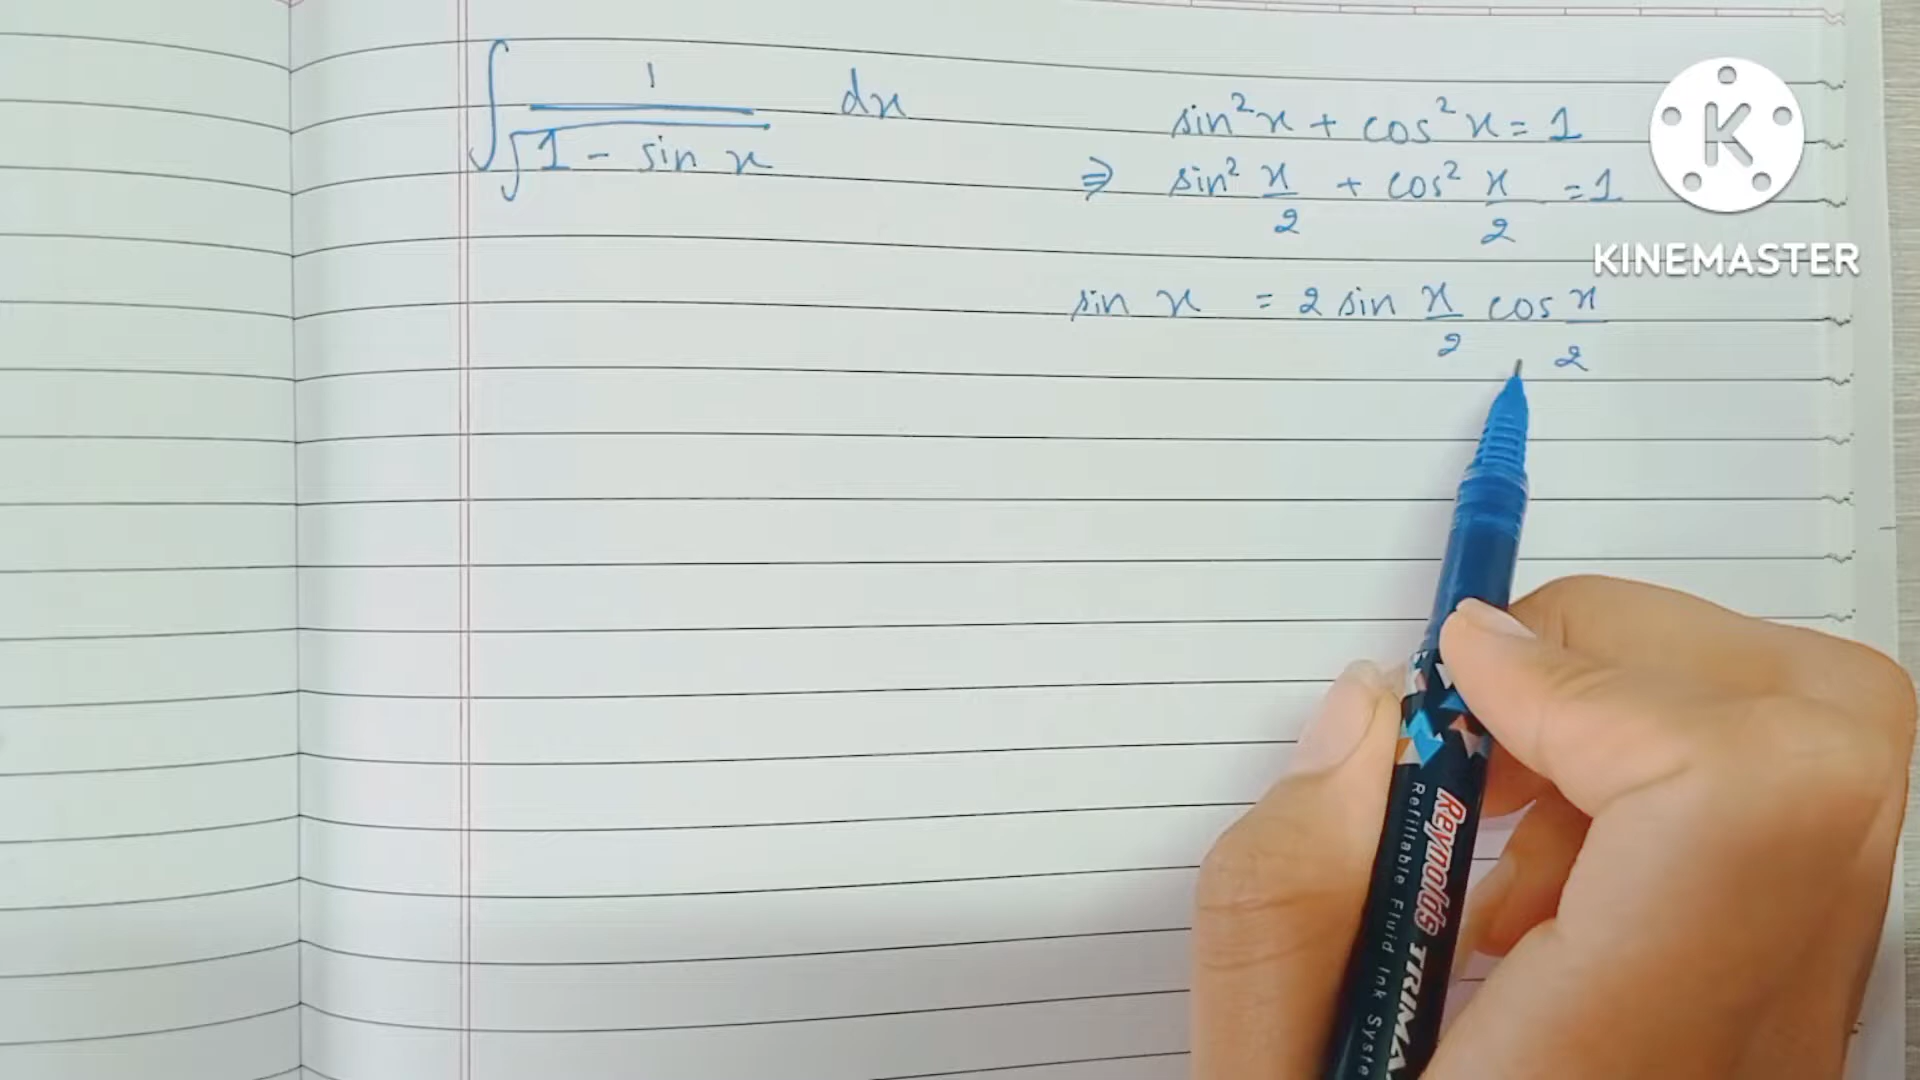 ∫ 1/√(1 - sin x) dx
sin²x + cos²x = 1
⇒ sin² x/2 + cos² x/2 = 1
sin x = 2 sin x/2 cos x/2
K
KINEMASTER
Reynolds TRIMA
Refillable Fluid Ink Syste